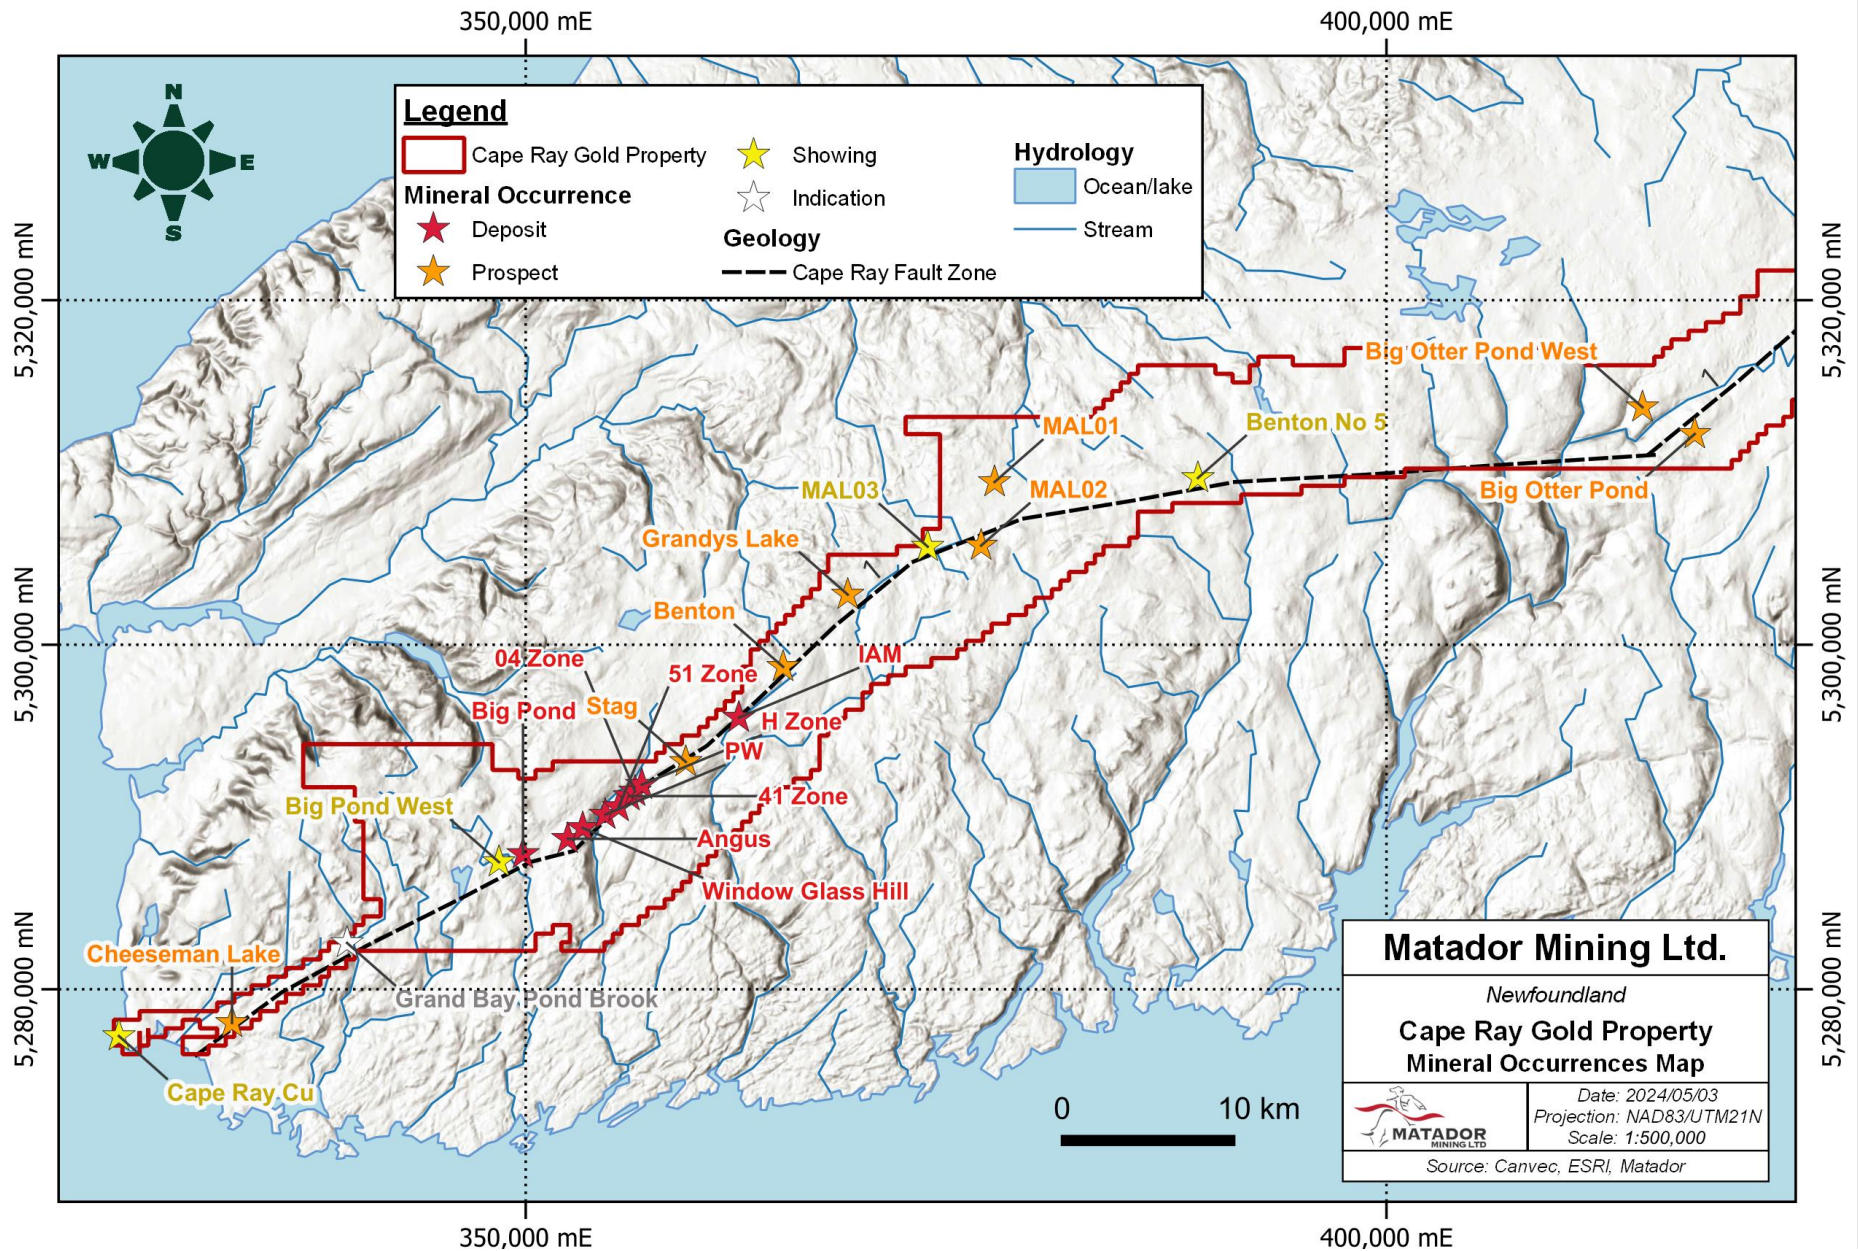 350,000 mE
400,000 mE
N
W
E
S
Legend
Cape Ray Gold Property
Mineral Occurrence
Deposit
Prospect
Showing
Indication
Geology
Cape Ray Fault Zone
Hydrology
Ocean/lake
Stream
5,320,000 mN
5,320,000 mN
Big Otter Pond West
MAL01
Benton No 5
MAL03
MAL02
Big Otter Pond
Grandys Lake
Benton
5,300,000 mN
5,300,000 mN
04 Zone
IAM
51 Zone
Big Pond
Stag
H Zone
PW
41 Zone
Big Pond West
Angus
Window Glass Hill
Cheeseman Lake
Grand Bay Pond Brook
5,280,000 mN
5,280,000 mN
Cape Ray Cu
0 10 km
Matador Mining Ltd.
Newfoundland
Cape Ray Gold Property
Mineral Occurrences Map
MATADOR
MINING LTD
Date: 2024/05/03
Projection: NAD83/UTM21N
Scale: 1:500,000
Source: Canvec, ESRI, Matador
350,000 mE
400,000 mE